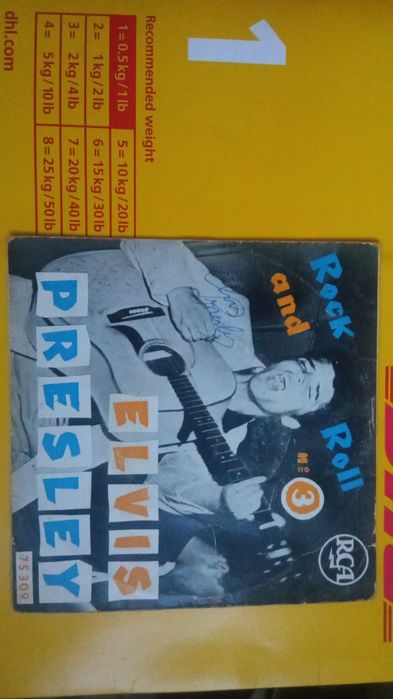 1
Recommended weight
1=0.5kg/1lb 5=10kg/20lb
2= 1kg/2lb 6=15kg/30lb
3= 2kg/4lb 7=20kg/40lb
4= 5kg/10lb 8=25kg/50lb
dhl.com
Rock
and
Roll
No 3
RCA
ELVIS
PRESLEY
75309